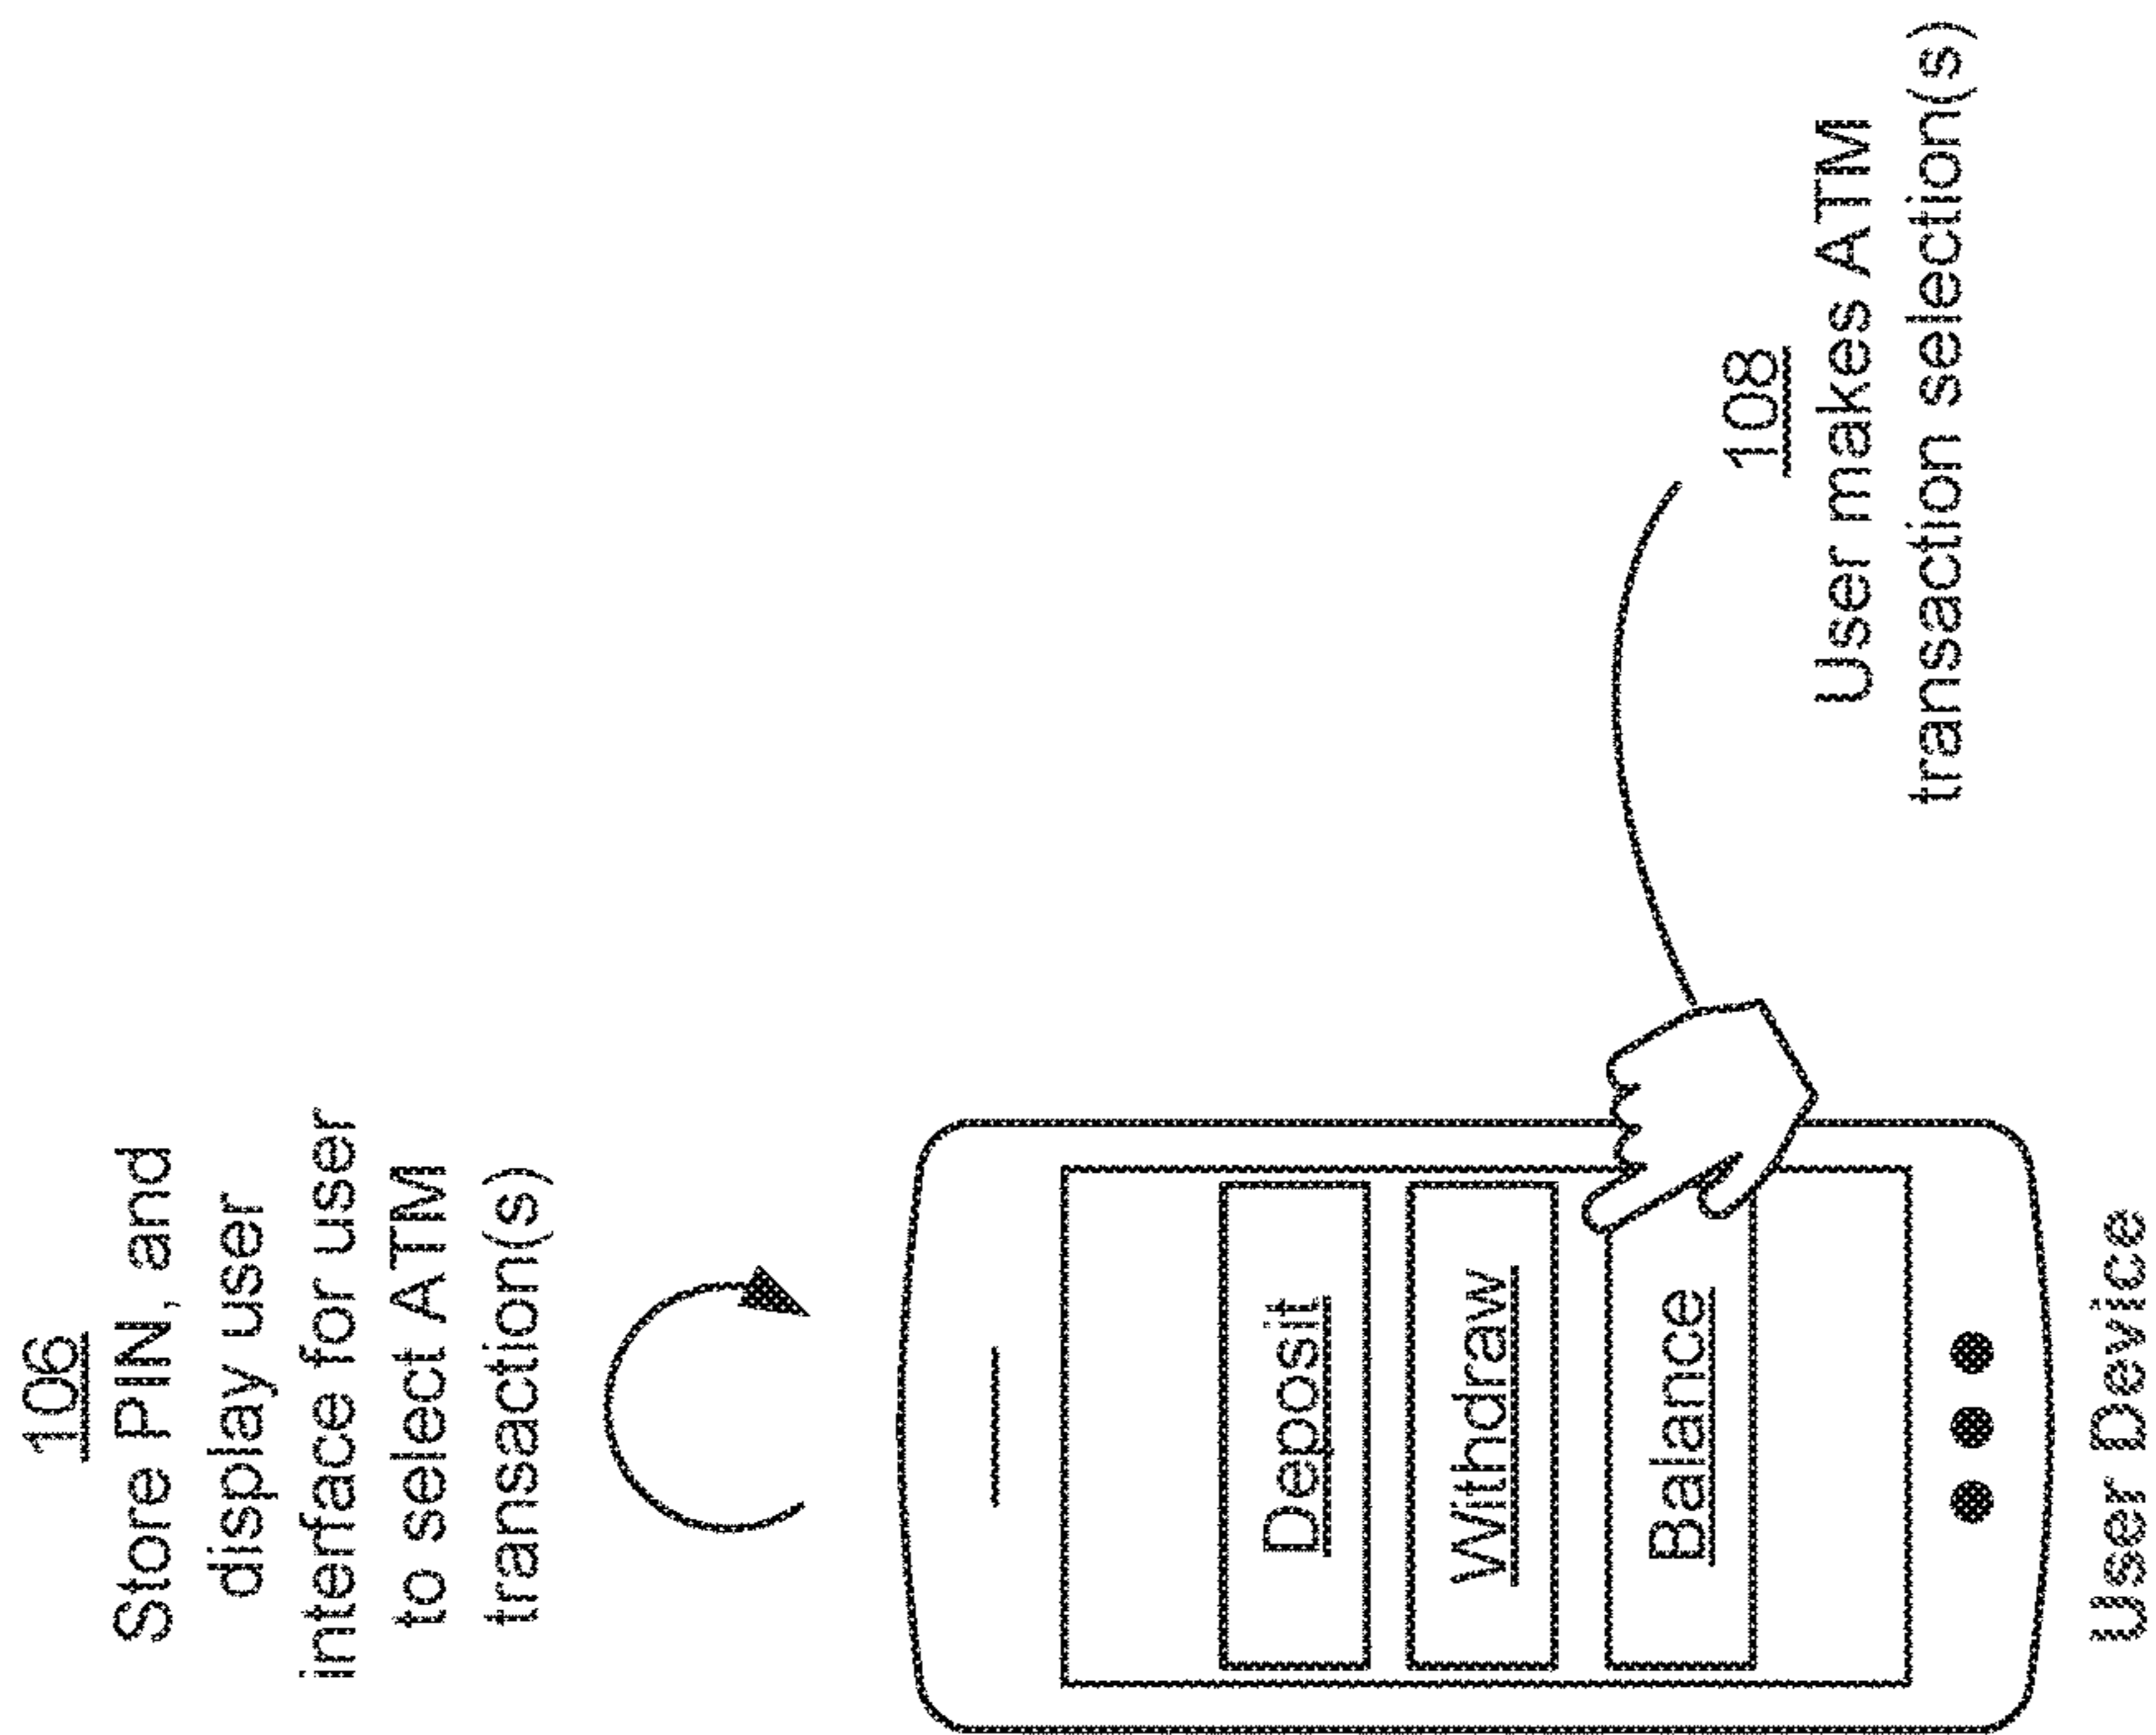 106
Store PIN, and
display user
interface for user
to select ATM
transaction(s)
Deposit
Withdraw
Balance
User Device
108
User makes ATM
transaction selection(s)